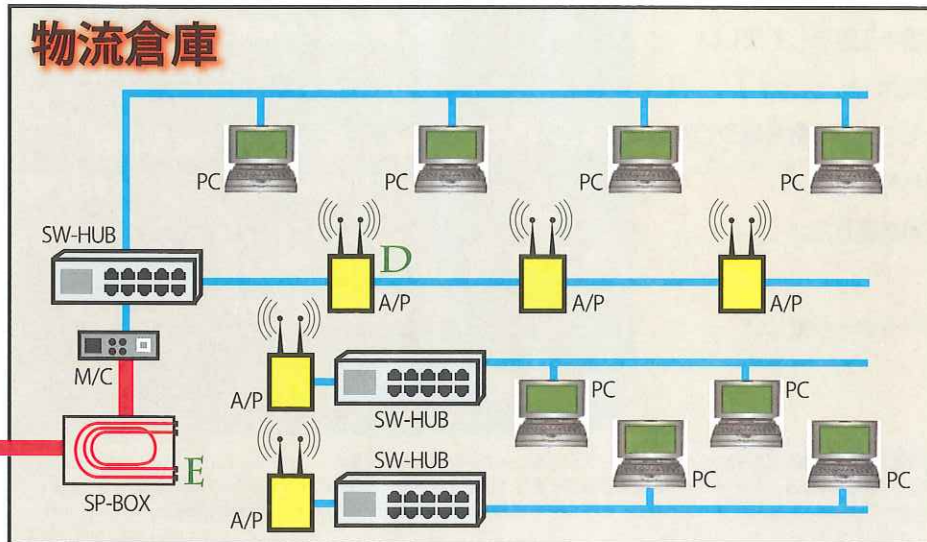 物流倉庫
PC
PC
PC
PC
SW-HUB
D
A/P
A/P
A/P
M/C
A/P
SW-HUB
PC
PC
E
SP-BOX
SW-HUB
A/P
PC
PC